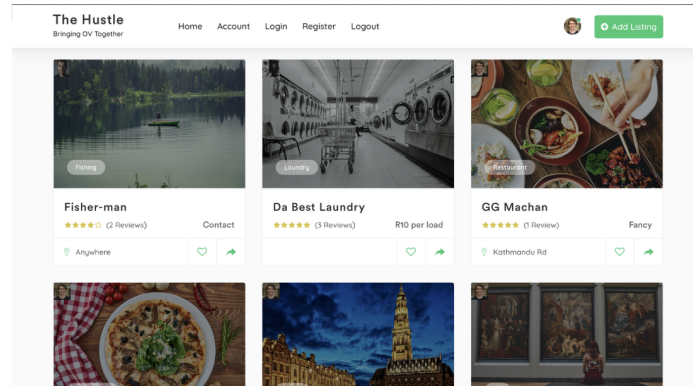 The Hustle
Bringing OV Together
Home Account Login Register Logout
Add Listing
Fishing
Laundry
Restaurant
Fisher-man
(2 Reviews) Contact
Anywhere
Da Best Laundry
(3 Reviews) R10 per load
GG Machan
(1 Review) Fancy
Kathmandu Rd